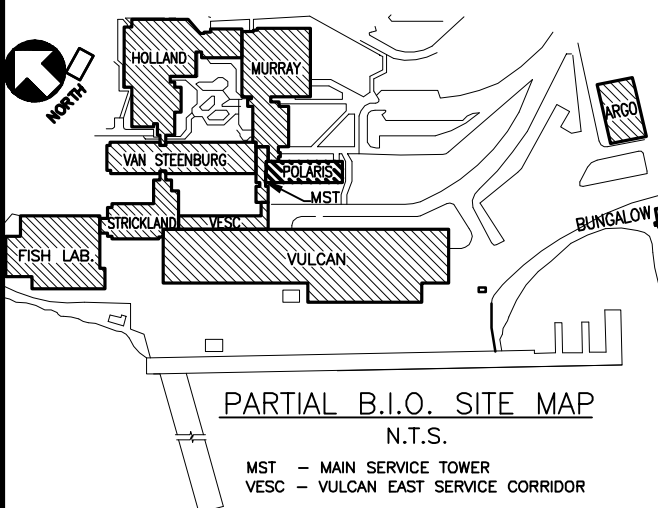 HOLLAND
MURRAY
NORTH
ARGO
VAN STEENBURG
POLARIS
MST
BUNGALOW
STRICKLAND
VESC
FISH LAB.
VULCAN
PARTIAL B.I.O. SITE MAP
N.T.S.
MST – MAIN SERVICE TOWER
VESC – VULCAN EAST SERVICE CORRIDOR